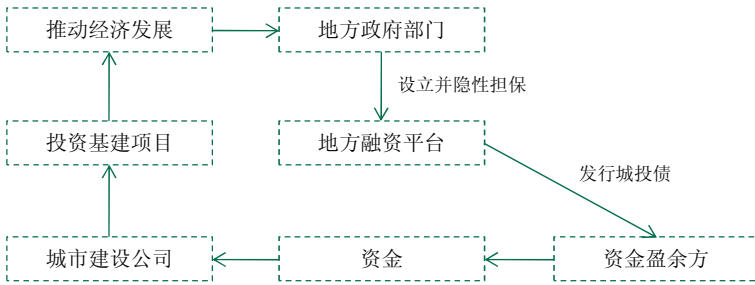 推动经济发展
地方政府部门
设立并隐性担保
投资基建项目
地方融资平台
发行城投债
城市建设公司
资金
资金盈余方